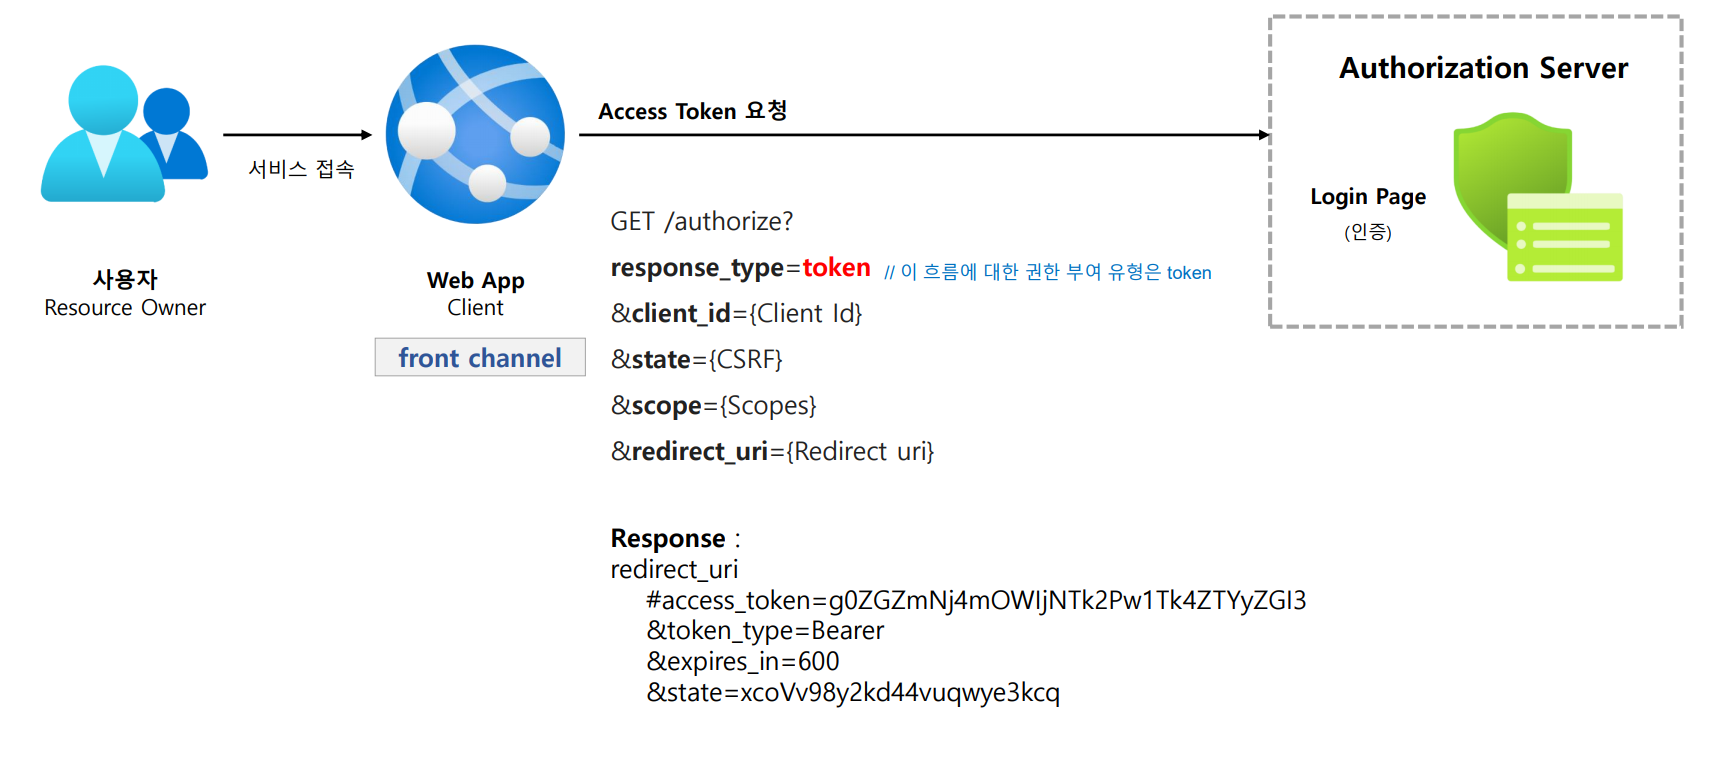 Authorization Server
Access Token 요청
서비스 접속
Login Page
(인증)
사용자
Resource Owner
Web App
Client
front channel
GET /authorize?
response_type=token // 이 흐름에 대한 권한 부여 유형은 token
&client_id={Client Id}
&state={CSRF}
&scope={Scopes}
&redirect_uri={Redirect uri}
Response :
redirect_uri
#access_token=g0ZGZmNj4mOWIjNTk2Pw1Tk4ZTYyZGI3
&token_type=Bearer
&expires_in=600
&state=xcoVv98y2kd44vuqwye3kcq